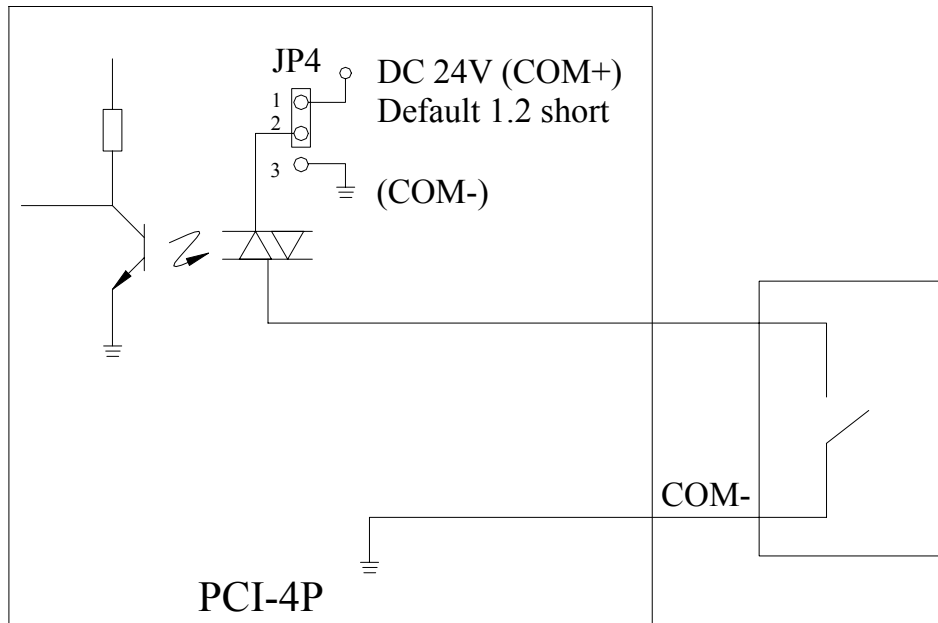 JP4
DC 24V (COM+)
1
Default 1.2 short
2
3
(COM-)
COM-
PCI-4P